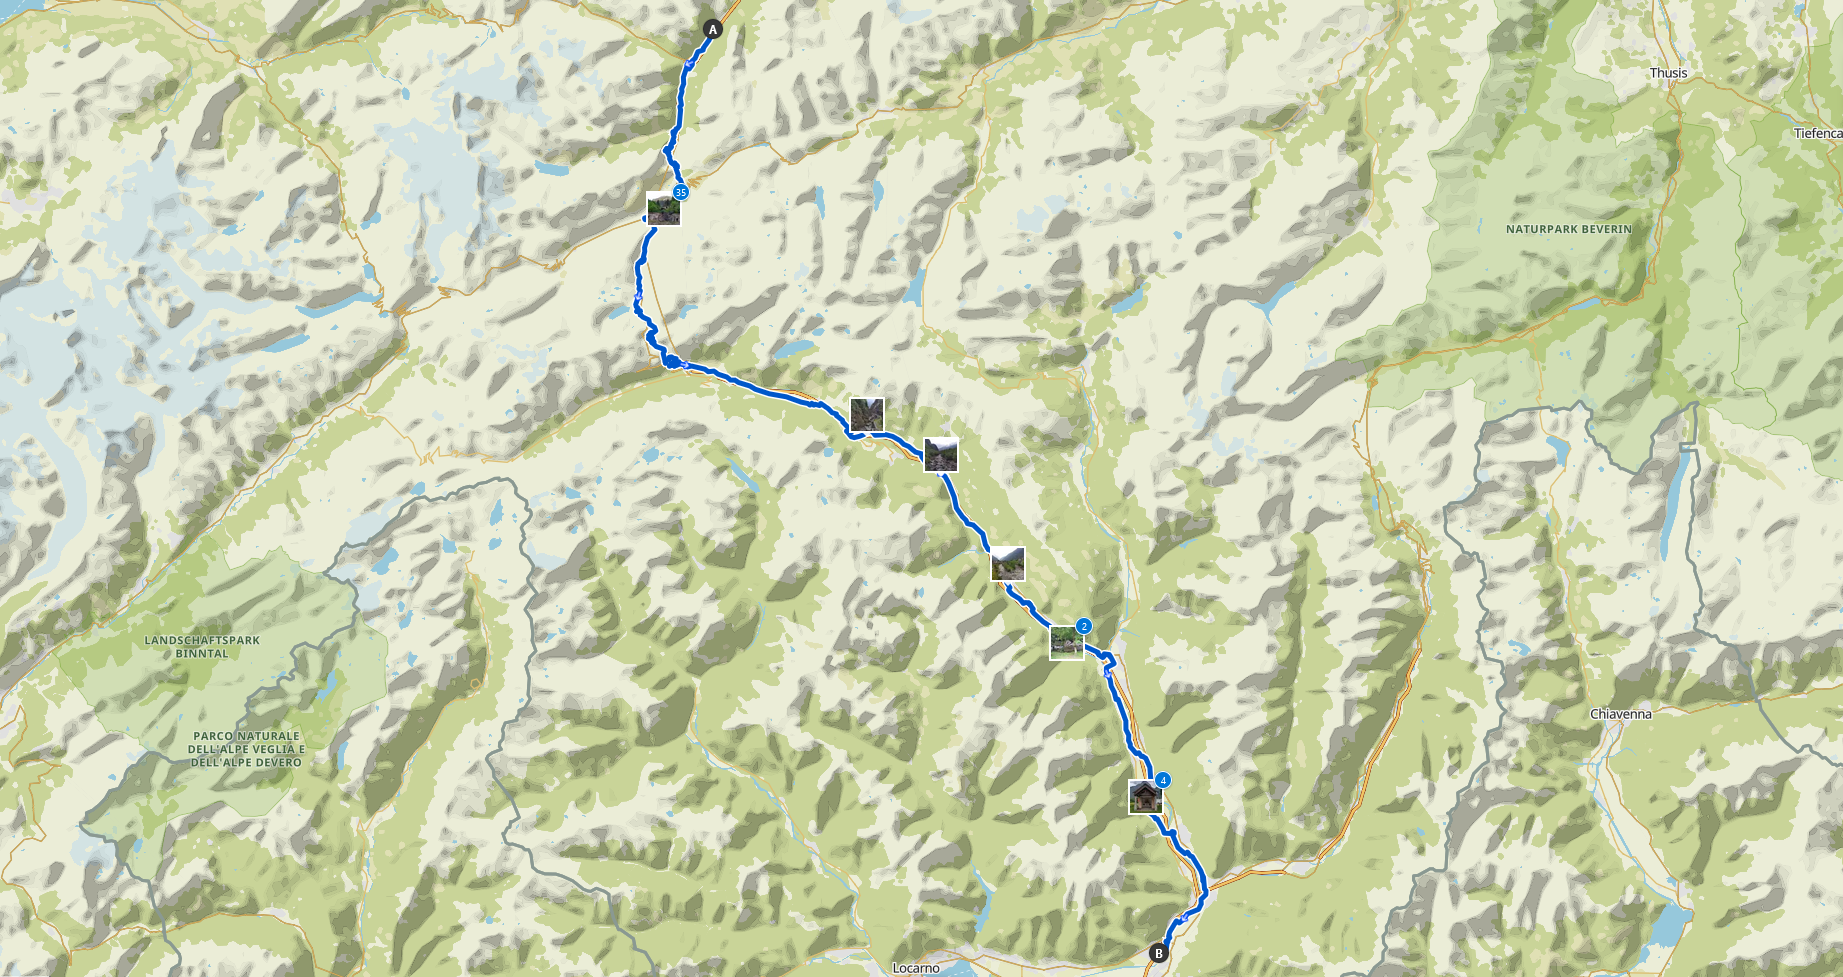 A
Thusis
Tiefenca
35
NATURPARK BEVERIN
2
LANDSCHAFTSPARK
BINNTAL
Chiavenna
PARCO NATURALE
DELL'ALPE VEGLIA E
DELL'ALPE DEVERO
4
B
Locarno